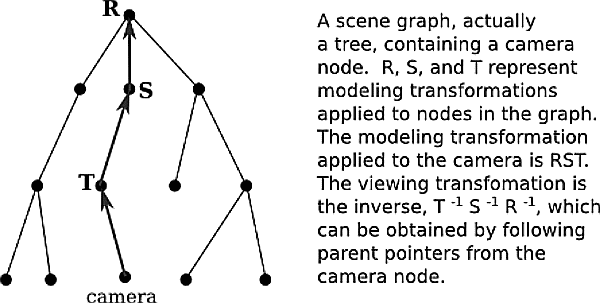 R
S
T
camera
A scene graph, actually
a tree, containing a camera
node.  R, S, and T represent
modeling transformations
applied to nodes in the graph.
The modeling transformation
applied to the camera is RST.
The viewing transfomation is
the inverse, T ⁻¹ S ⁻¹ R ⁻¹, which
can be obtained by following
parent pointers from the
camera node.